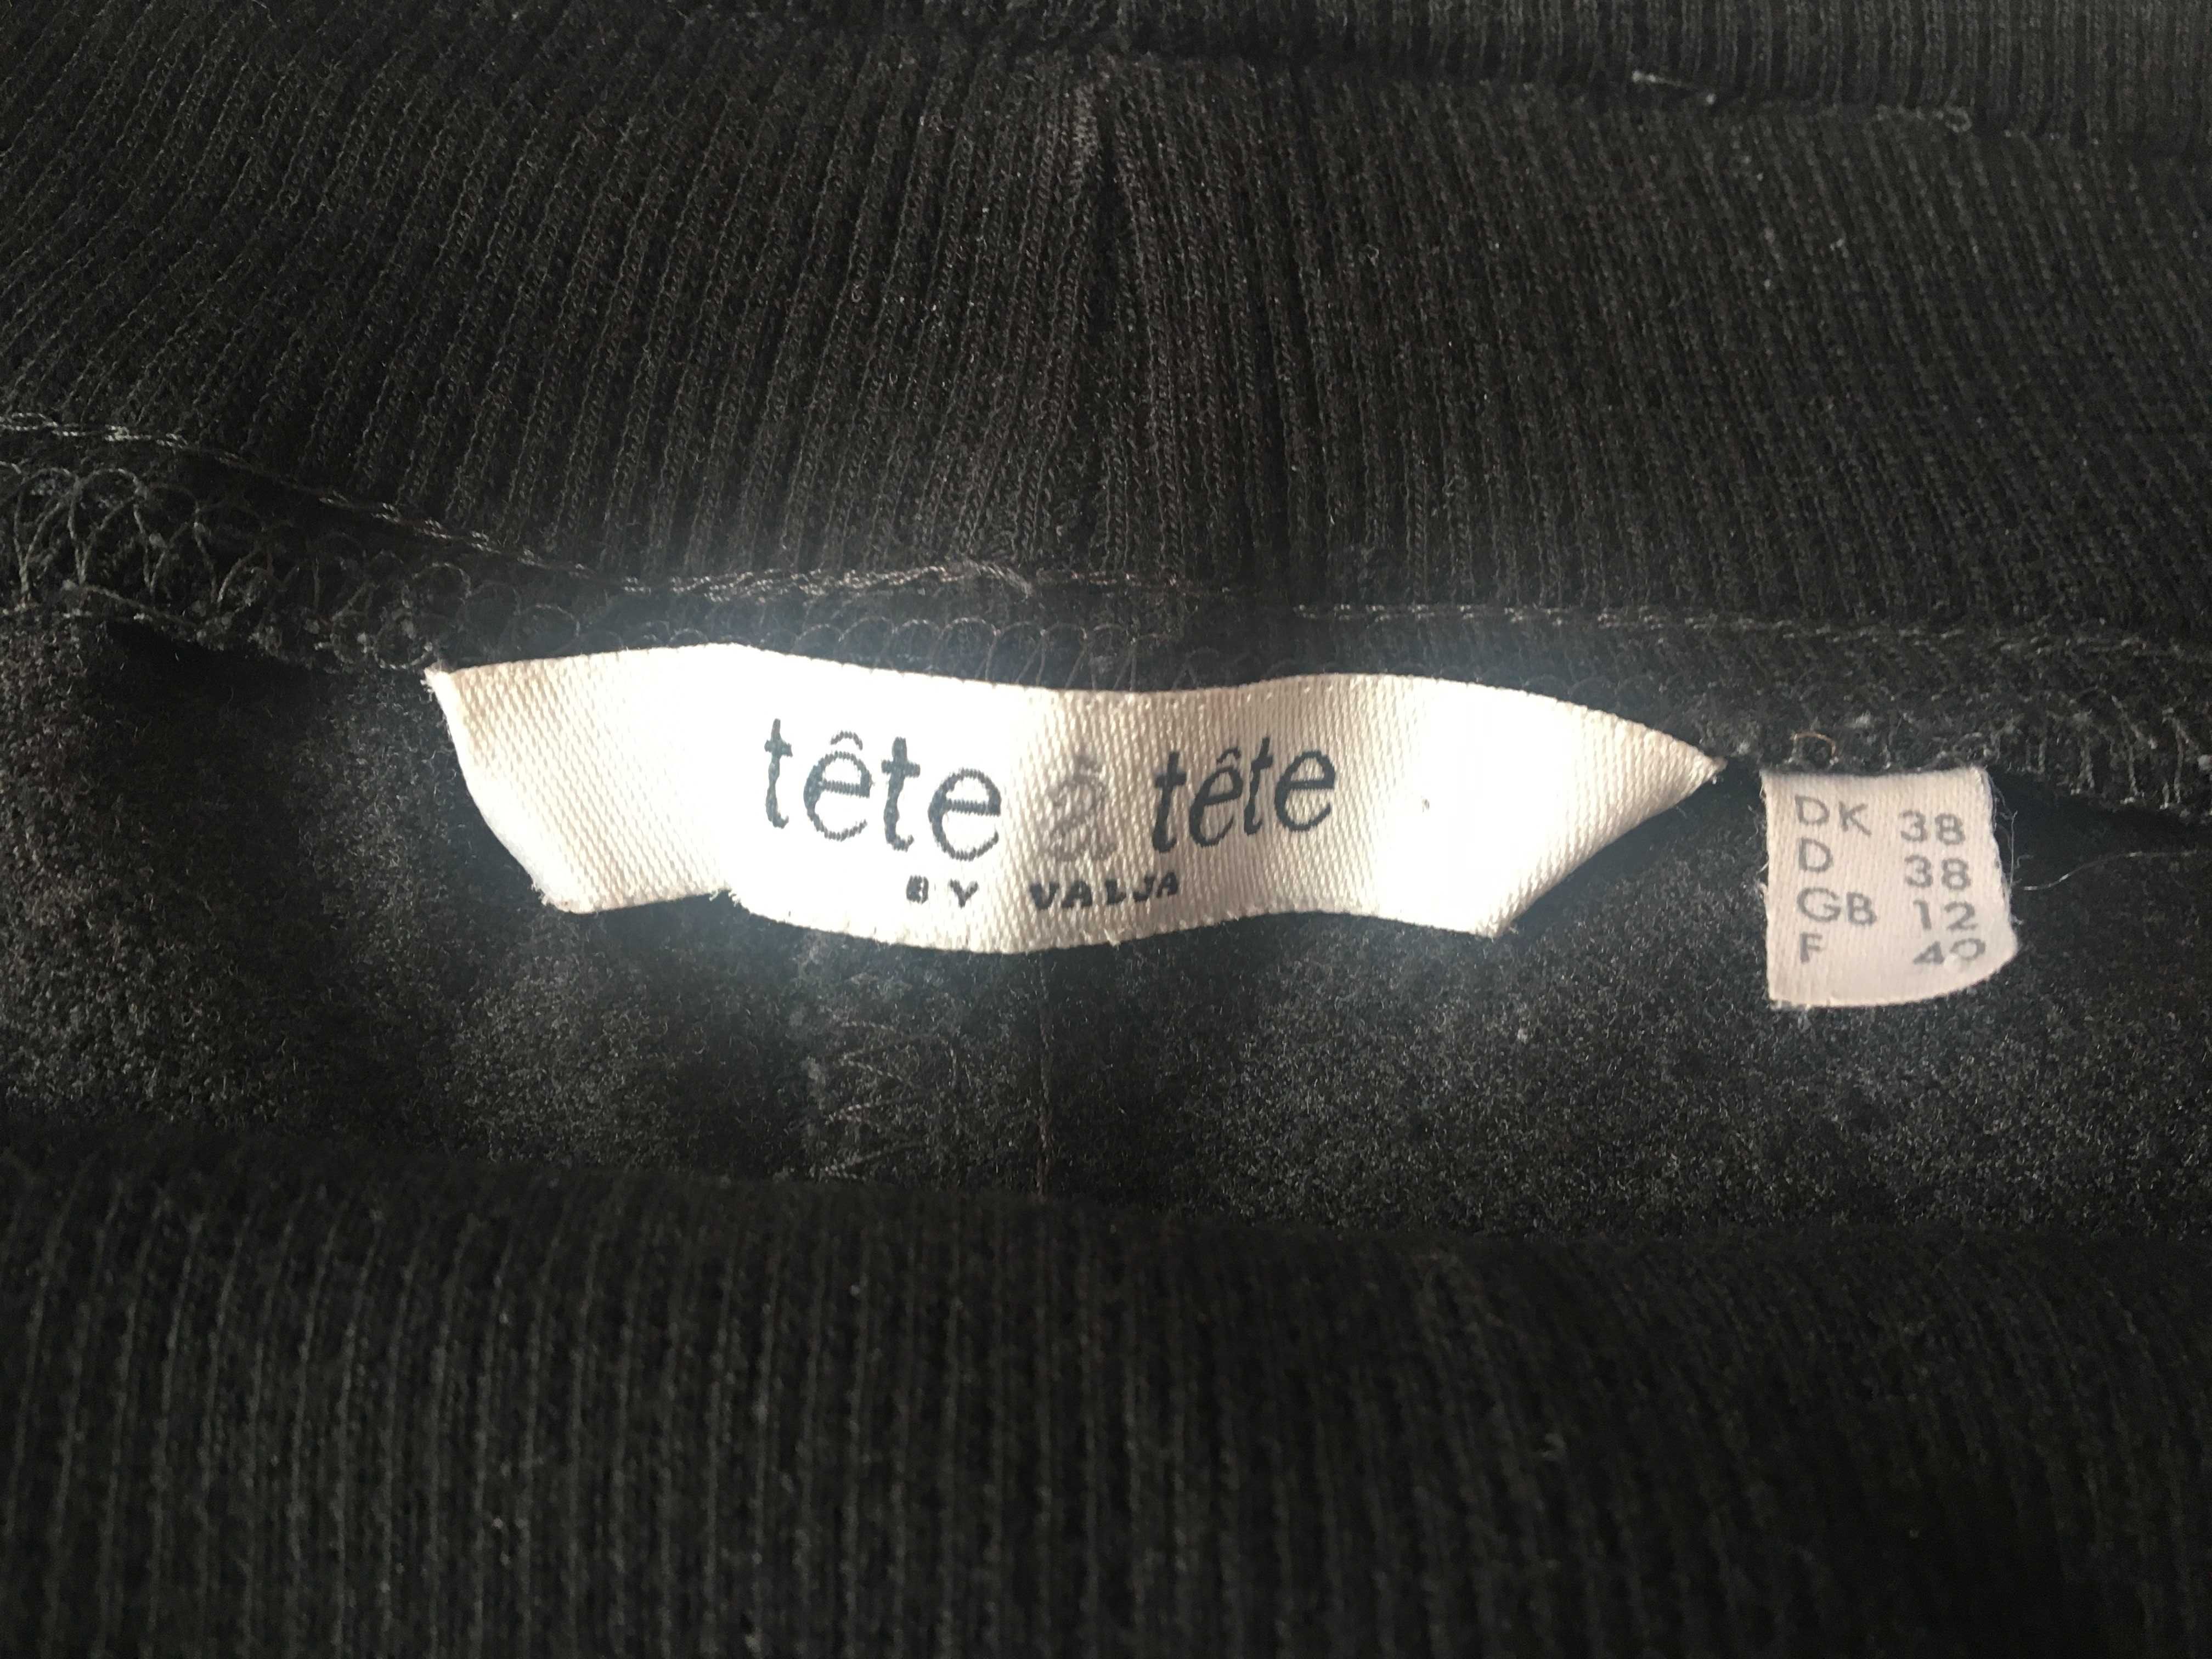 tête à tête
BY VALJA
DK 38
D 38
GB 12
F 40